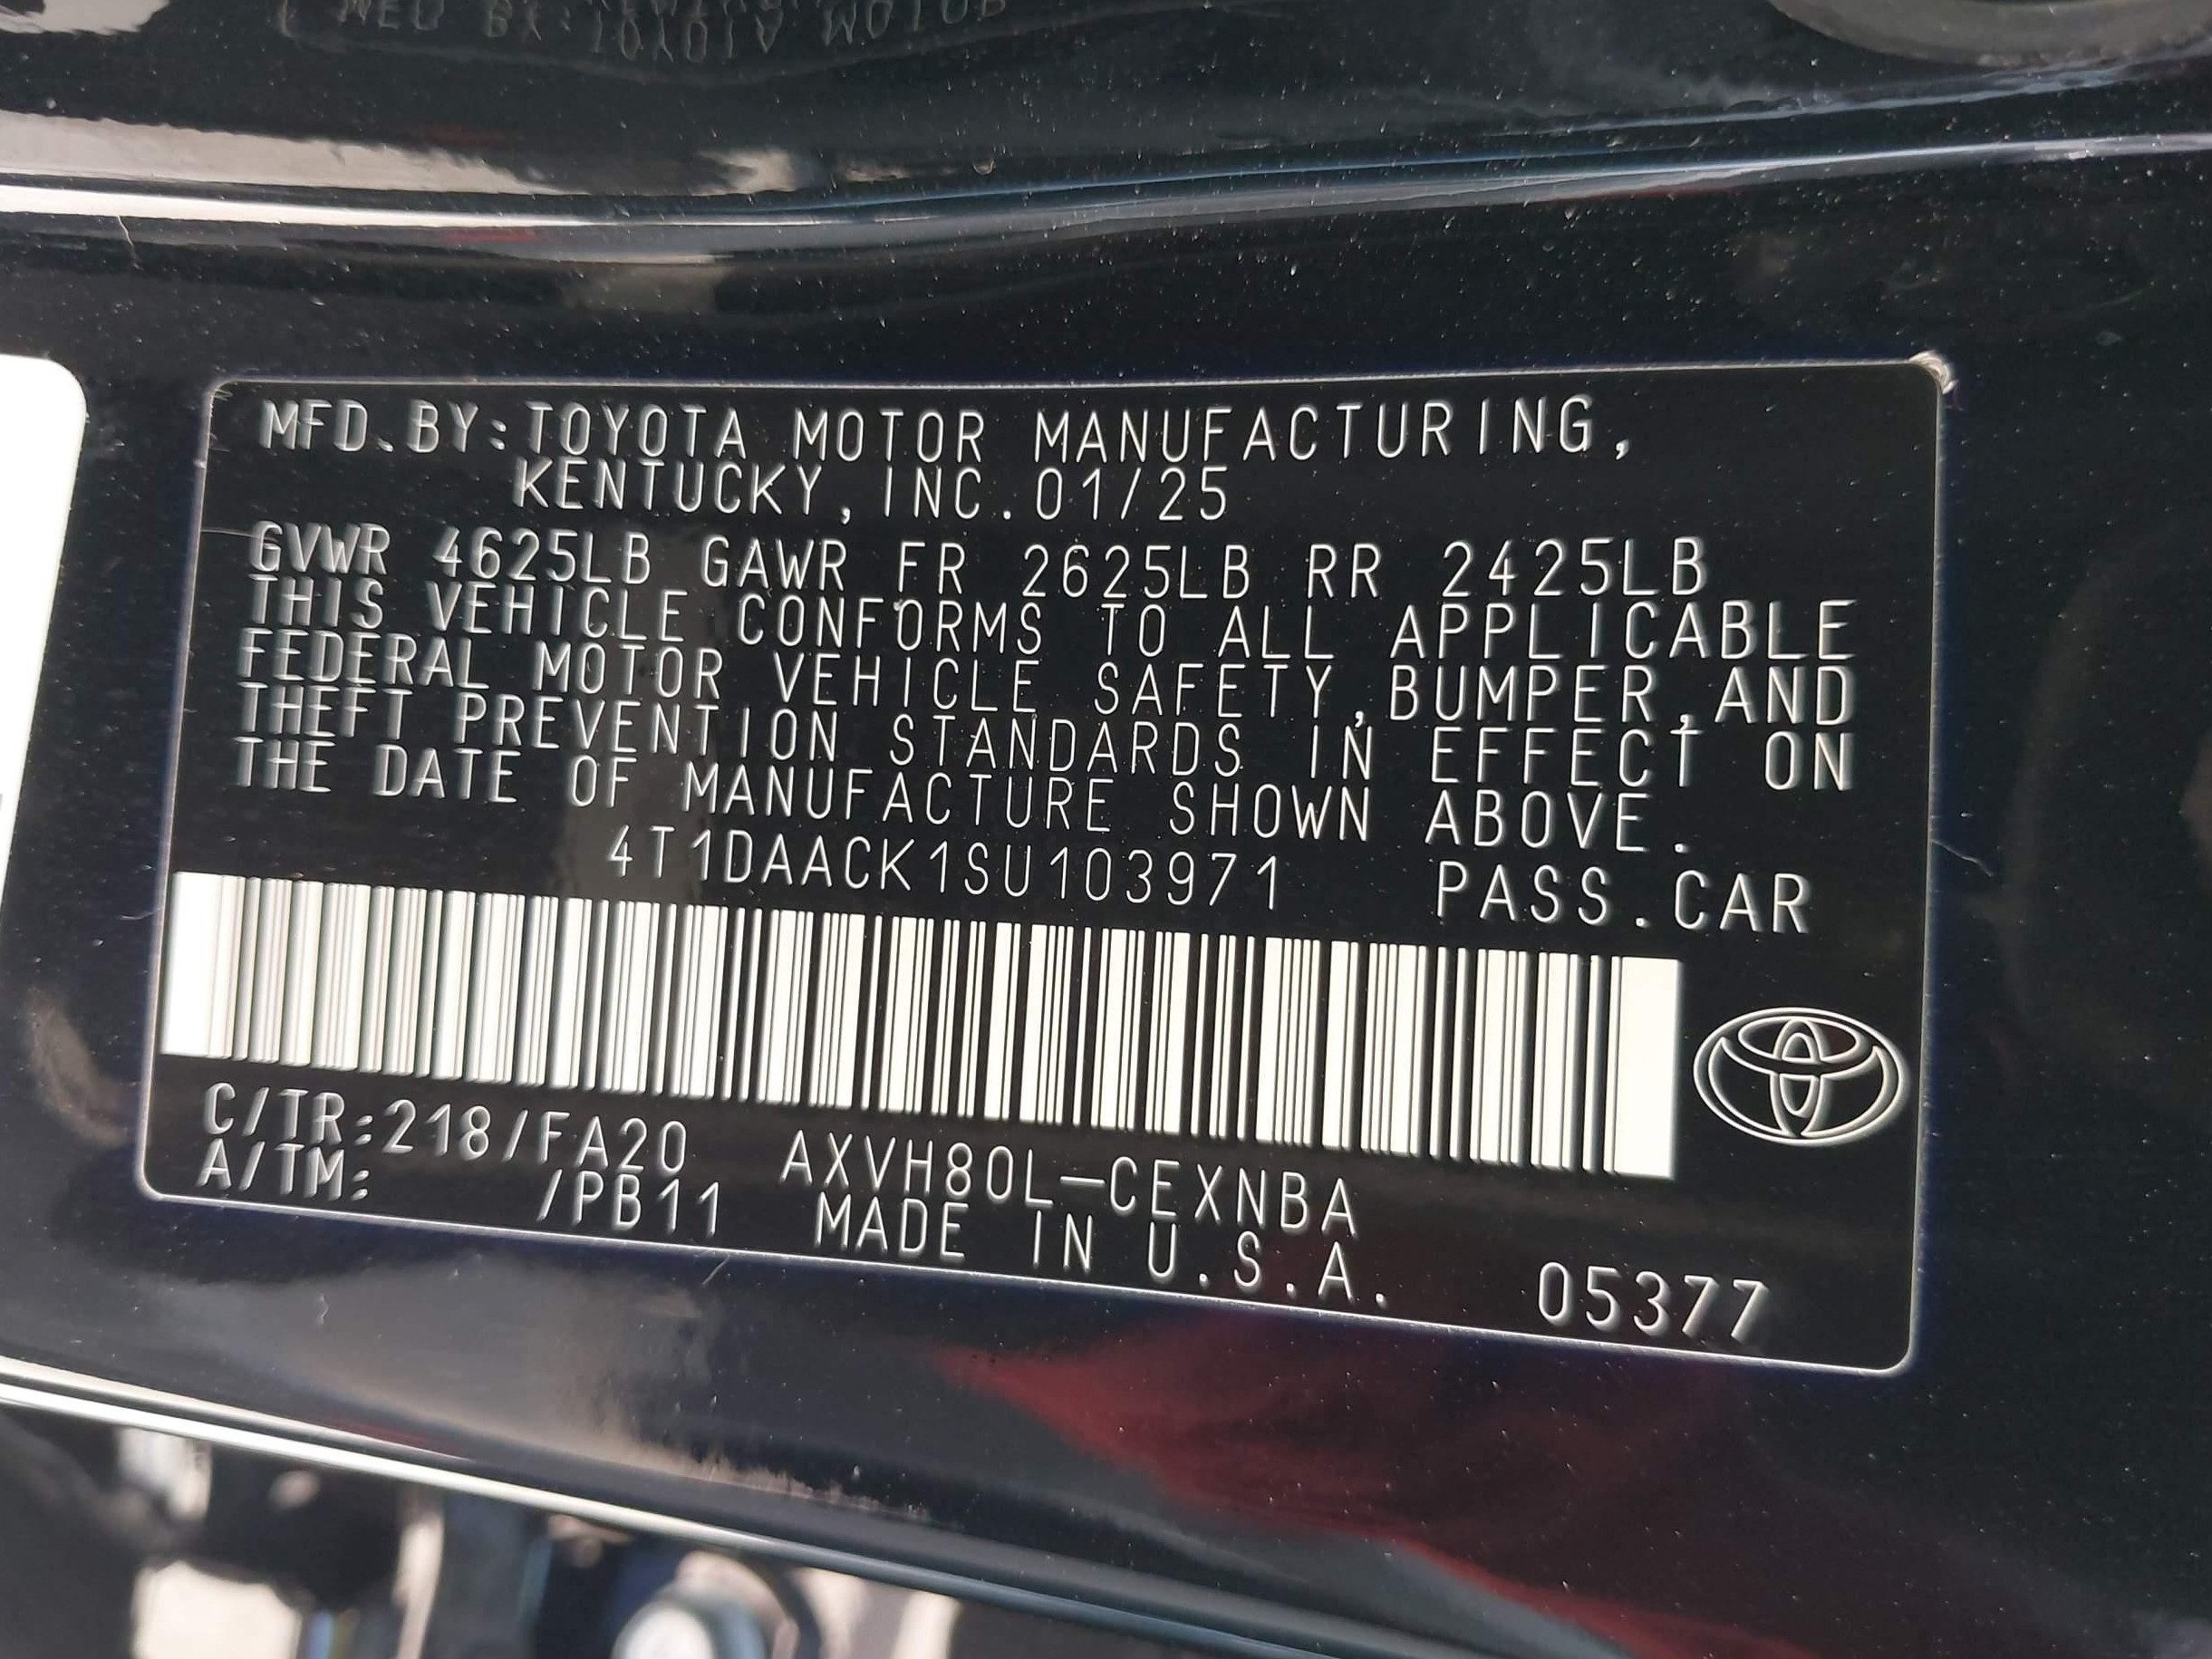 MFD.BY:TOYOTA MOTOR MANUFACTURING,
KENTUCKY, INC.01/25
GVWR 4625LB GAWR FR 2625LB RR 2425LB
THIS VEHICLE CONFORMS TO ALL APPLICABLE
FEDERAL MOTOR VEHICLE SAFETY,BUMPER,AND
THEFT PREVENTION STANDARDS IN EFFECT ON
THE DATE OF MANUFACTURE SHOWN ABOVE.
4T1DAACK1SU103971 PASS.CAR
C/TR:218/FA20 AXVH80L-CEXNBA
A/TM: /PB11 MADE IN U.S.A. 05377